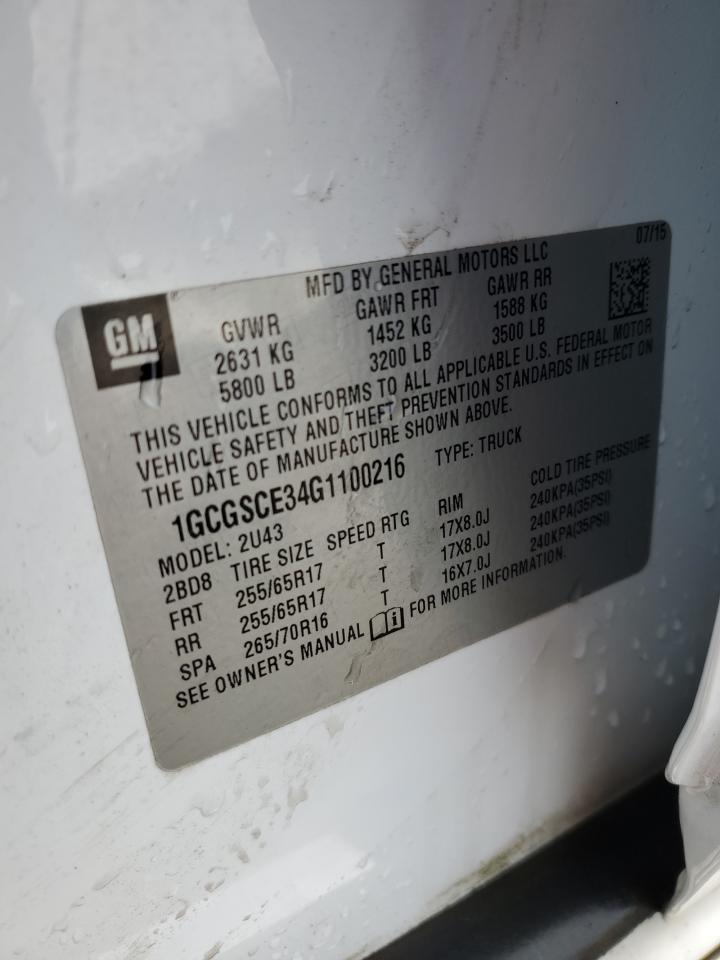 07/15
MFD BY GENERAL MOTORS LLC
GM
GVWR GAWR FRT GAWR RR
2631 KG 1452 KG 1588 KG
5800 LB 3200 LB 3500 LB
THIS VEHICLE CONFORMS TO ALL APPLICABLE U.S. FEDERAL MOTOR
VEHICLE SAFETY AND THEFT PREVENTION STANDARDS IN EFFECT ON
THE DATE OF MANUFACTURE SHOWN ABOVE.
1GCGSCE34G1100216 TYPE: TRUCK
MODEL: 2U43
2BD8 TIRE SIZE SPEED RTG RIM COLD TIRE PRESSURE
FRT 255/65R17 T 17X8.0J 240KPA(35PSI)
RR 255/65R17 T 17X8.0J 240KPA(35PSI)
SPA 265/70R16 T 16X7.0J 240KPA(35PSI)
SEE OWNER'S MANUAL FOR MORE INFORMATION.